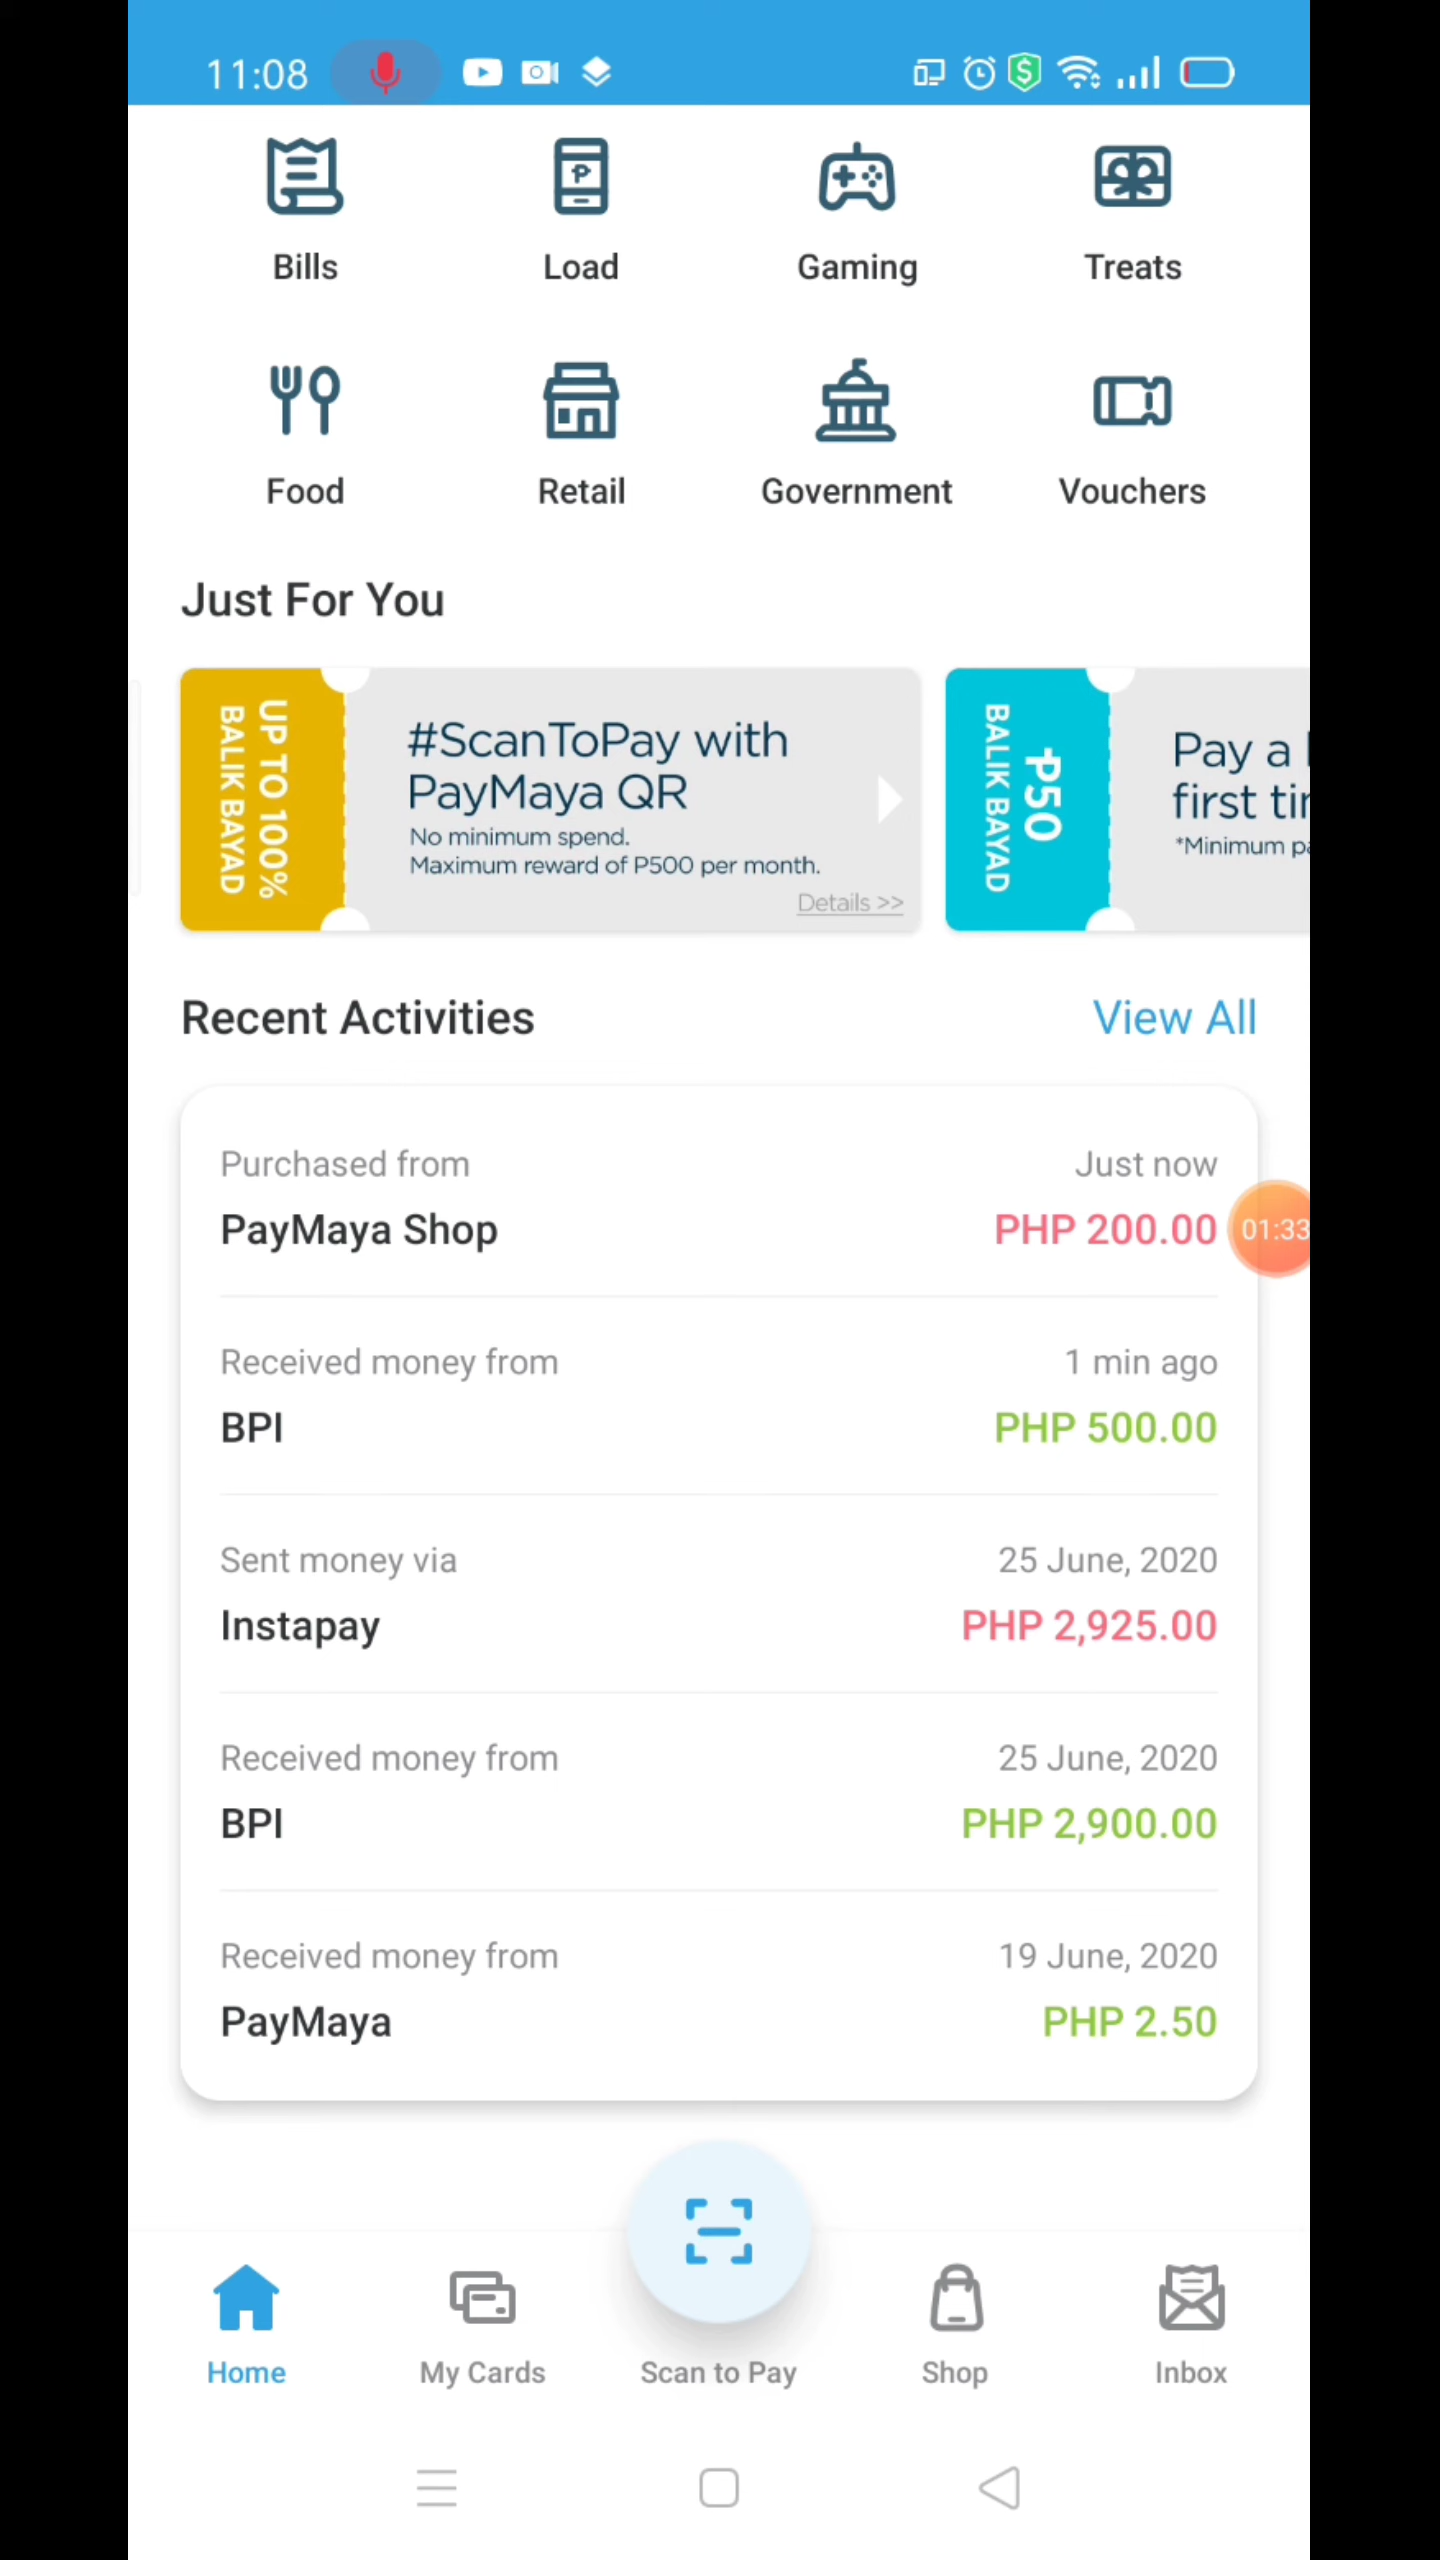 11:08
Bills
Load
Gaming
Treats
Food
Retail
Government
Vouchers
Just For You
UP TO 100%
BALIK BAYAD
#ScanToPay with
PayMaya QR
No minimum spend.
Maximum reward of P500 per month.
Details >>
₱50
BALIK BAYAD
Pay a
first
*Minimum
Recent Activities
View All
Purchased from
Just now
PayMaya Shop
PHP 200.00
01:33
Received money from
1 min ago
BPI
PHP 500.00
Sent money via
25 June, 2020
Instapay
PHP 2,925.00
Received money from
25 June, 2020
BPI
PHP 2,900.00
Received money from
19 June, 2020
PayMaya
PHP 2.50
Home
My Cards
Scan to Pay
Shop
Inbox